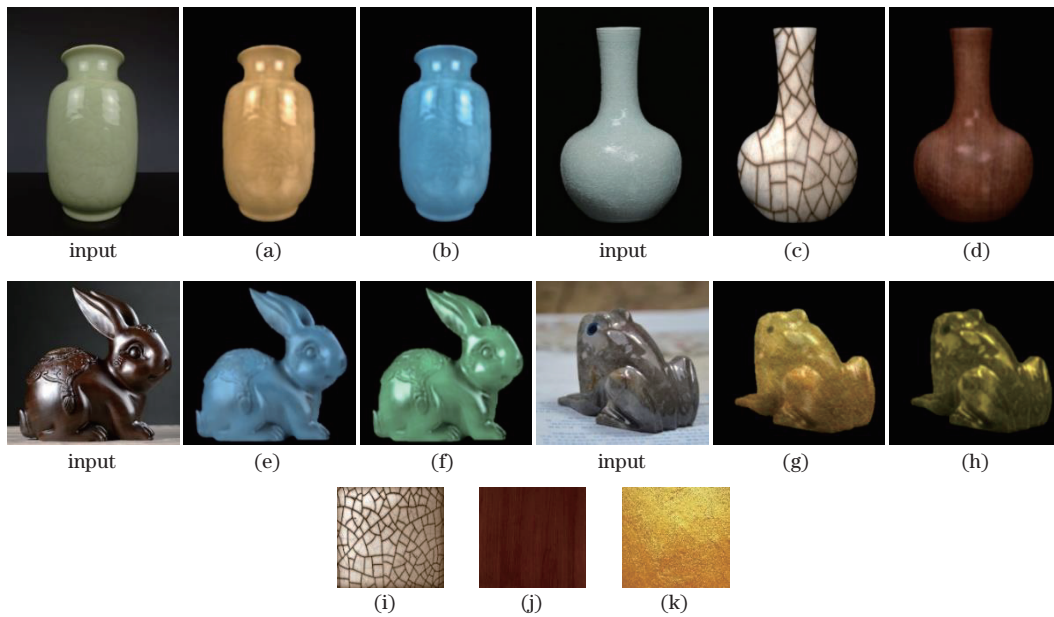 input (a) (b) input (c) (d)
input (e) (f) input (g) (h)
(i) (j) (k)